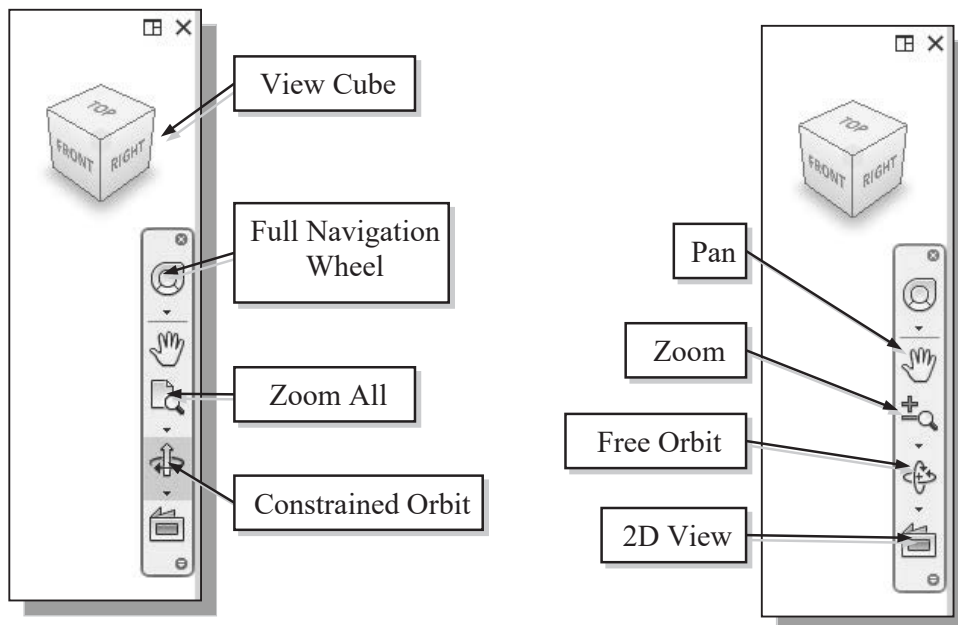 TOP
FRONT
RIGHT
View Cube
Full Navigation
Wheel
Zoom All
Constrained Orbit
TOP
FRONT
RIGHT
Pan
Zoom
Free Orbit
2D View